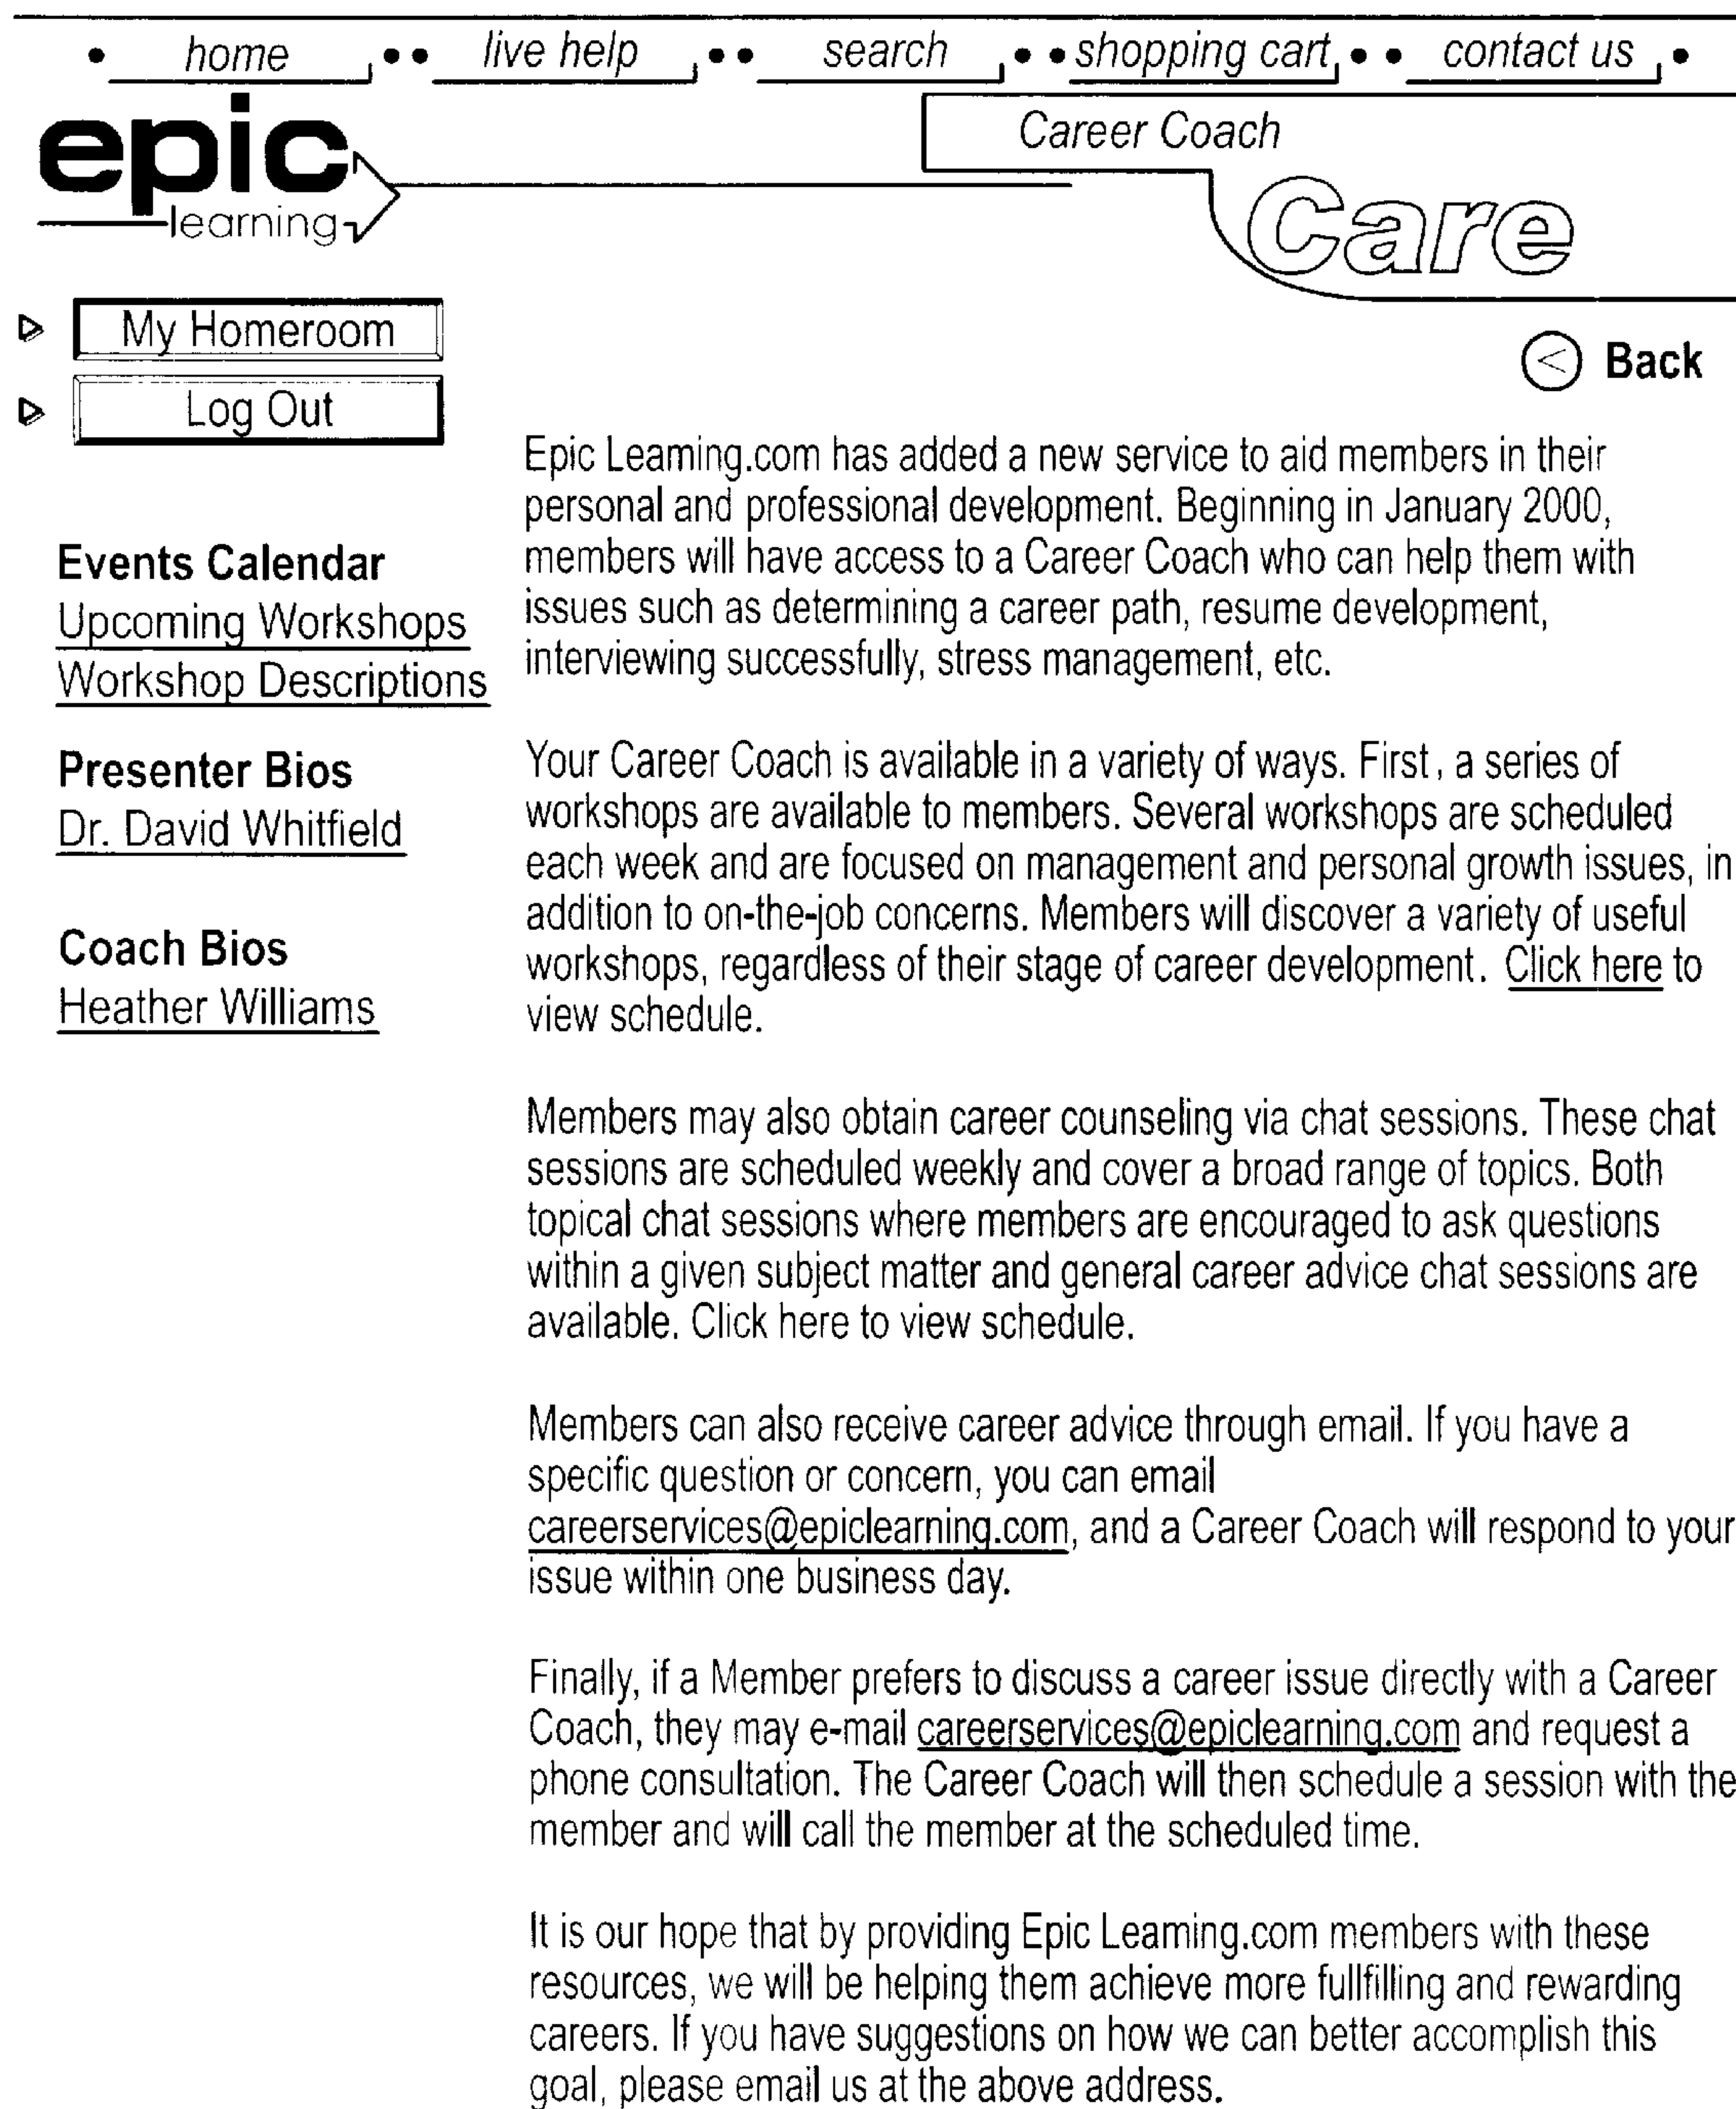 home live help search shopping cart contact us
epic
learning
Career Coach
Care
My Homeroom
Log Out
< Back
Events Calendar
Upcoming Workshops
Workshop Descriptions
Presenter Bios
Dr. David Whitfield
Coach Bios
Heather Williams
Epic Leaming.com has added a new service to aid members in their
personal and professional development. Beginning in January 2000,
members will have access to a Career Coach who can help them with
issues such as determining a career path, resume development,
interviewing successfully, stress management, etc.
Your Career Coach is available in a variety of ways. First, a series of
workshops are available to members. Several workshops are scheduled
each week and are focused on management and personal growth issues, in
addition to on-the-job concerns. Members will discover a variety of useful
workshops, regardless of their stage of career development. Click here to
view schedule.
Members may also obtain career counseling via chat sessions. These chat
sessions are scheduled weekly and cover a broad range of topics. Both
topical chat sessions where members are encouraged to ask questions
within a given subject matter and general career advice chat sessions are
available. Click here to view schedule.
Members can also receive career advice through email. If you have a
specific question or concern, you can email
careerservices@epiclearning.com, and a Career Coach will respond to your
issue within one business day.
Finally, if a Member prefers to discuss a career issue directly with a Career
Coach, they may e-mail careerservices@epiclearning.com and request a
phone consultation. The Career Coach will then schedule a session with the
member and will call the member at the scheduled time.
It is our hope that by providing Epic Leaming.com members with these
resources, we will be helping them achieve more fullfilling and rewarding
careers. If you have suggestions on how we can better accomplish this
goal, please email us at the above address.